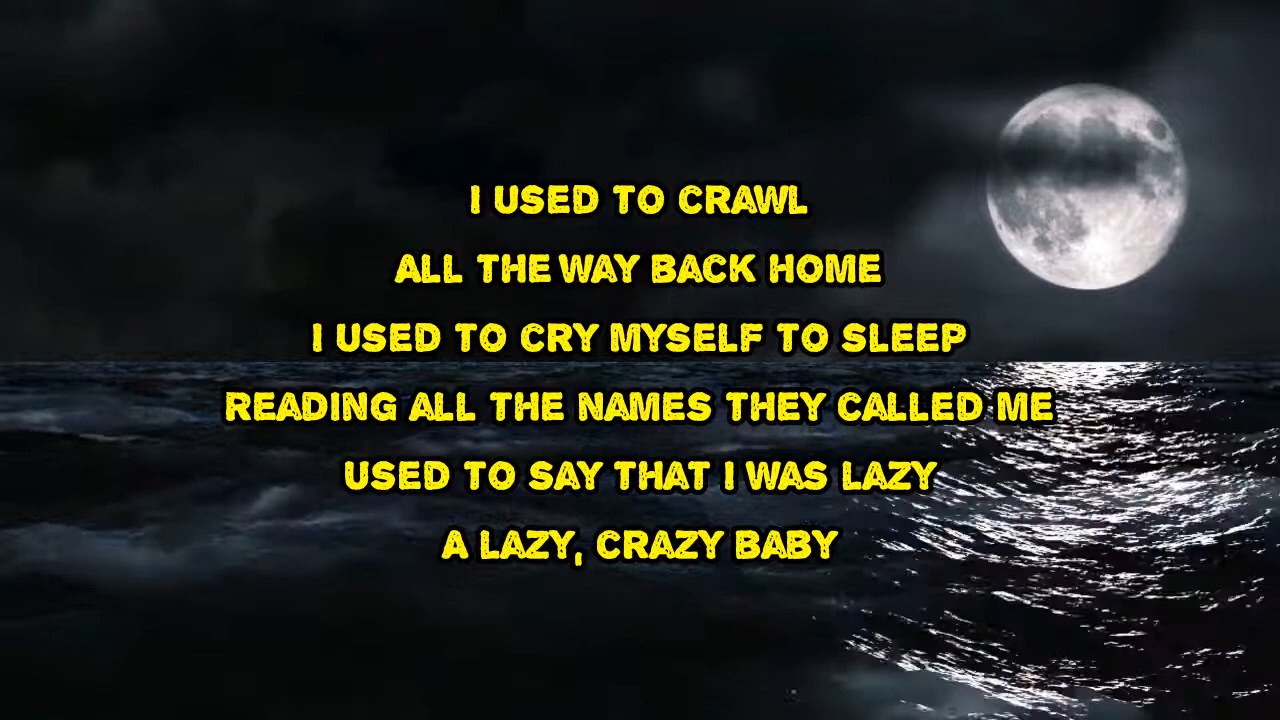 I USED TO CRAWL
ALL THE WAY BACK HOME
I USED TO CRY MYSELF TO SLEEP
READING ALL THE NAMES THEY CALLED ME
USED TO SAY THAT I WAS LAZY
A LAZY, CRAZY BABY